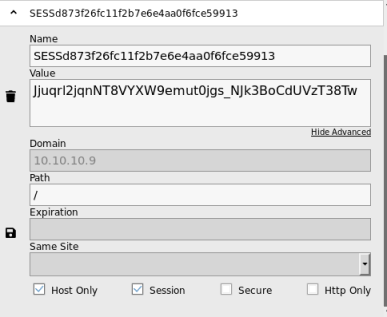 SESSd873f26fc11f2b7e6e4aa0f6fce59913
Name
SESSd873f26fc11f2b7e6e4aa0f6fce59913
Value
Jjuqrl2jqnNT8VYXW9emut0jgs_NJk3BoCdUVzT38Tw
Hide Advanced
Domain
10.10.10.9
Path
/
Expiration
Same Site
Host Only Session Secure Http Only